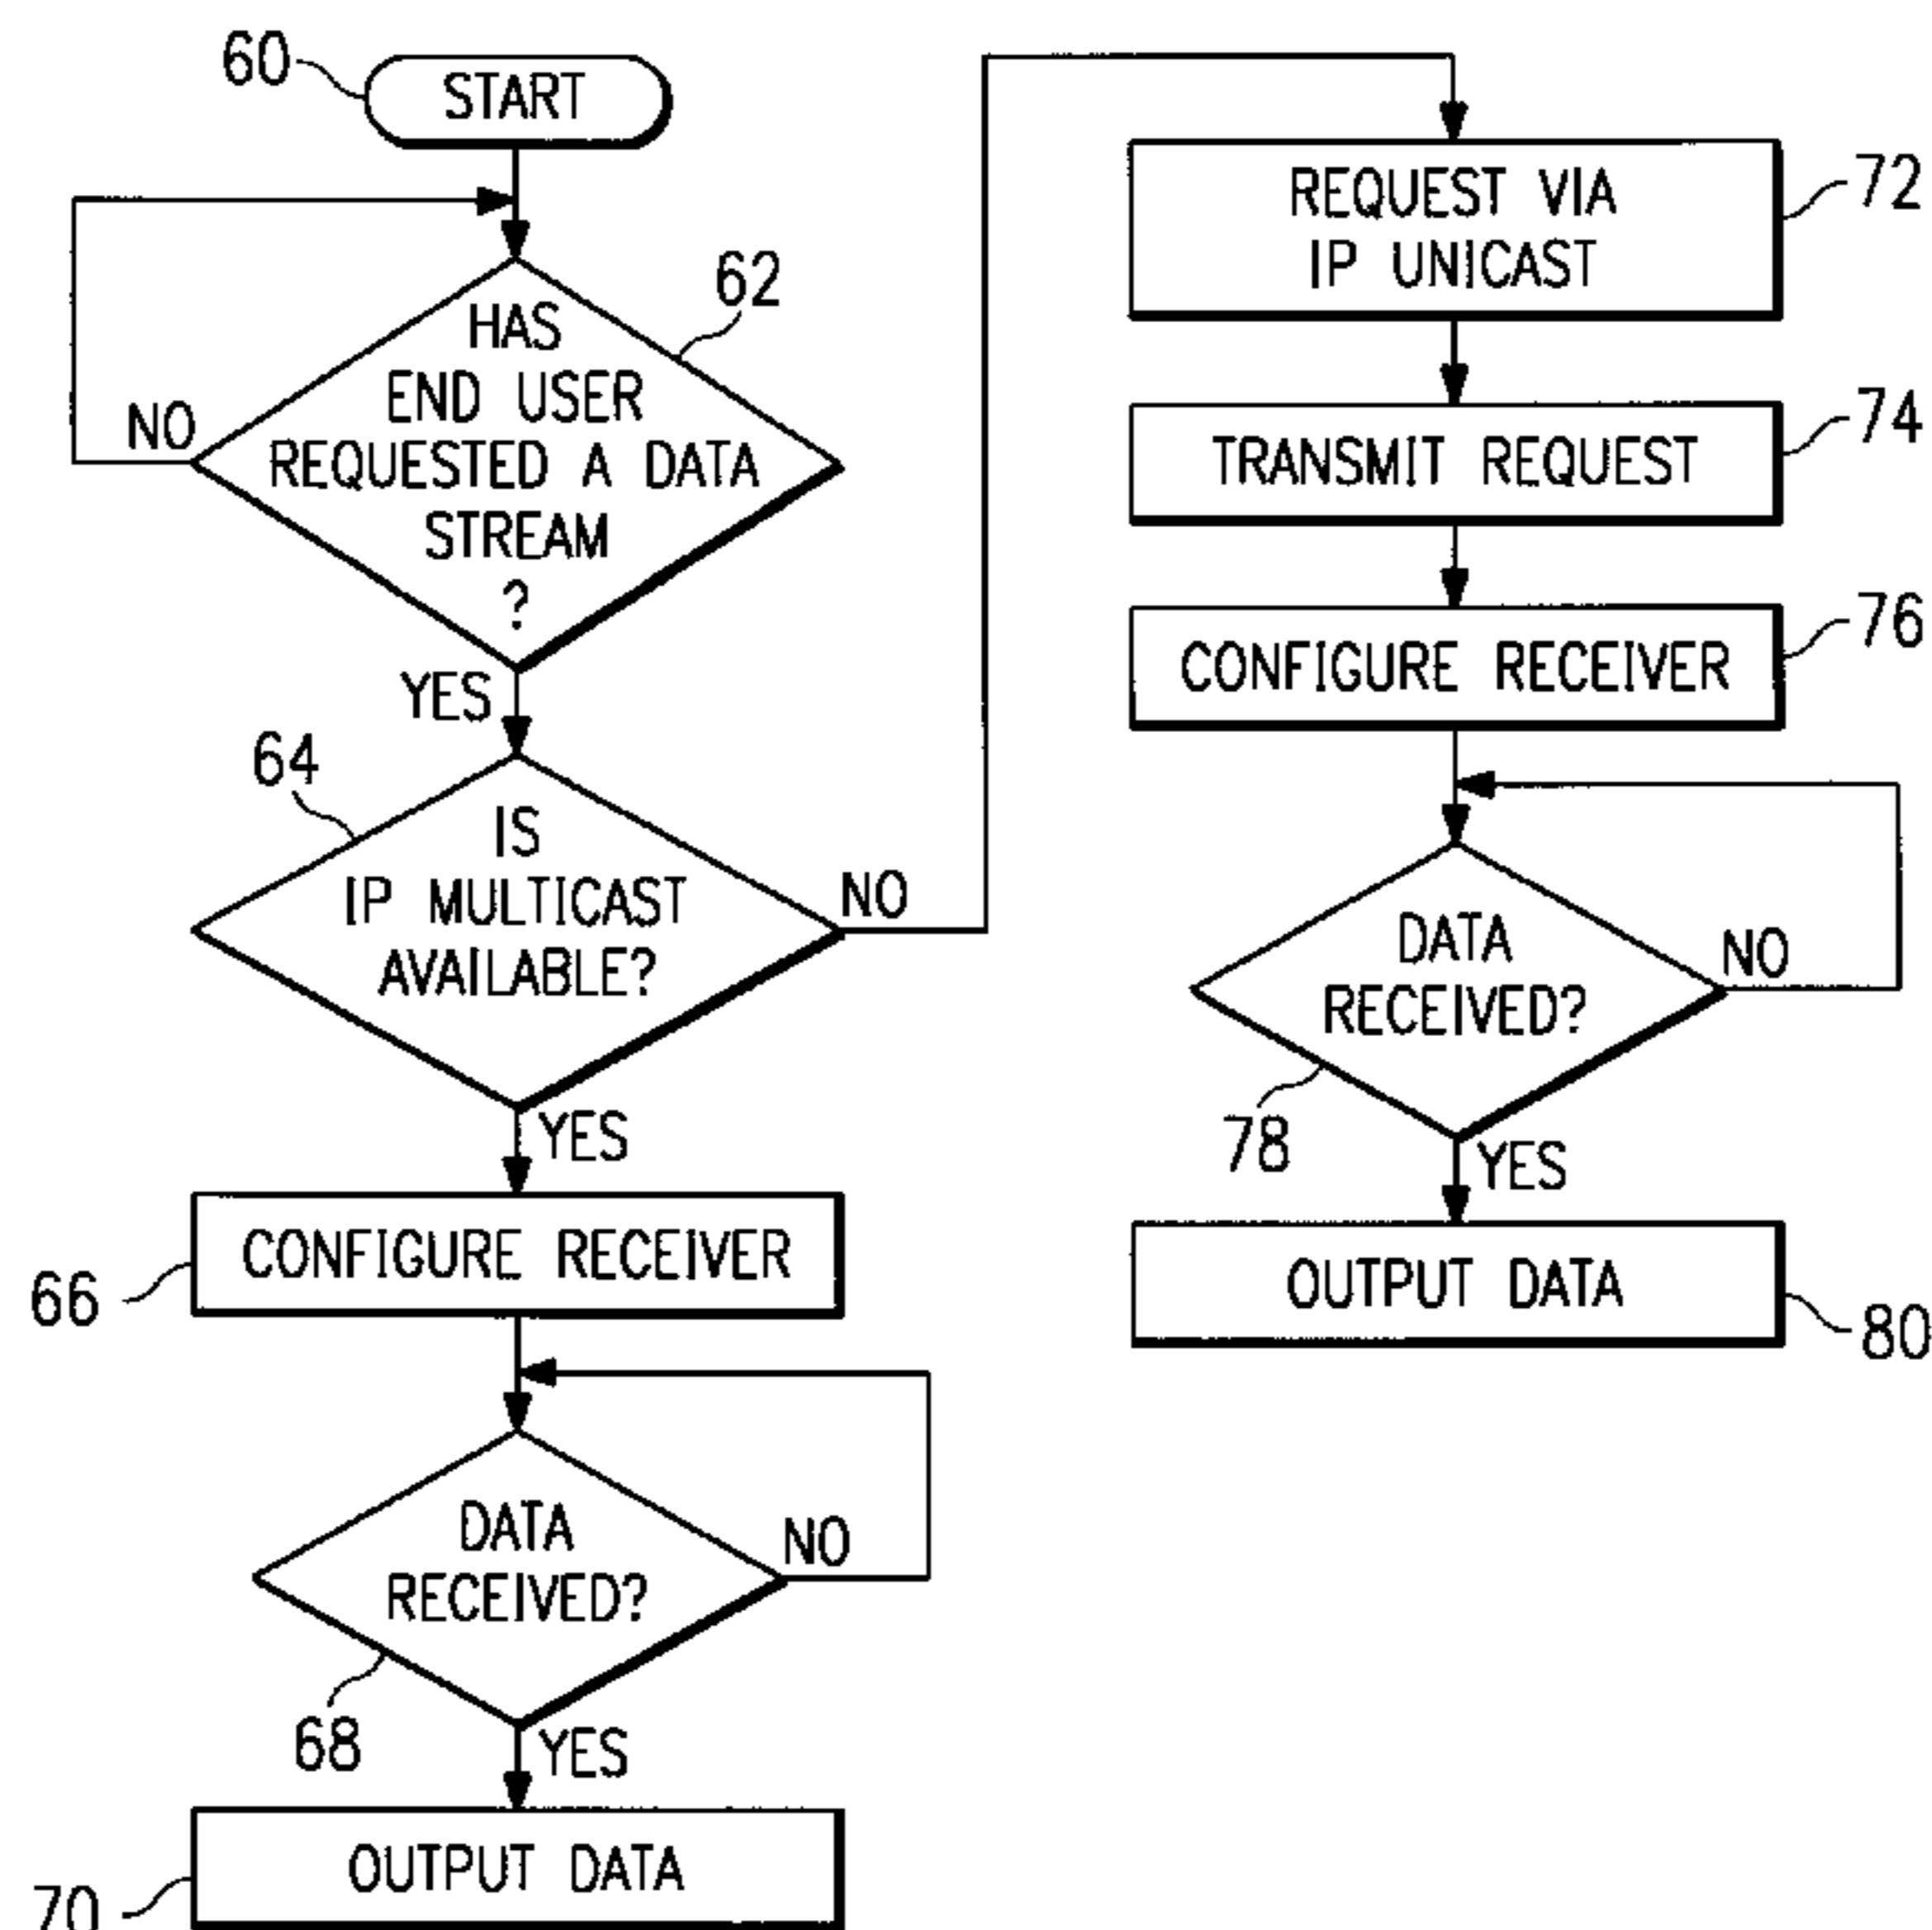 60
START
HAS
62
END USER
NO
REQUESTED A DATA
STREAM
?
YES
64
IS
IP MULTICAST
NO
AVAILABLE?
YES
CONFIGURE RECEIVER
66
DATA
NO
RECEIVED?
68
YES
OUTPUT DATA
70
REQUEST VIA
72
IP UNICAST
TRANSMIT REQUEST
74
CONFIGURE RECEIVER
76
DATA
NO
RECEIVED?
78
YES
OUTPUT DATA
80